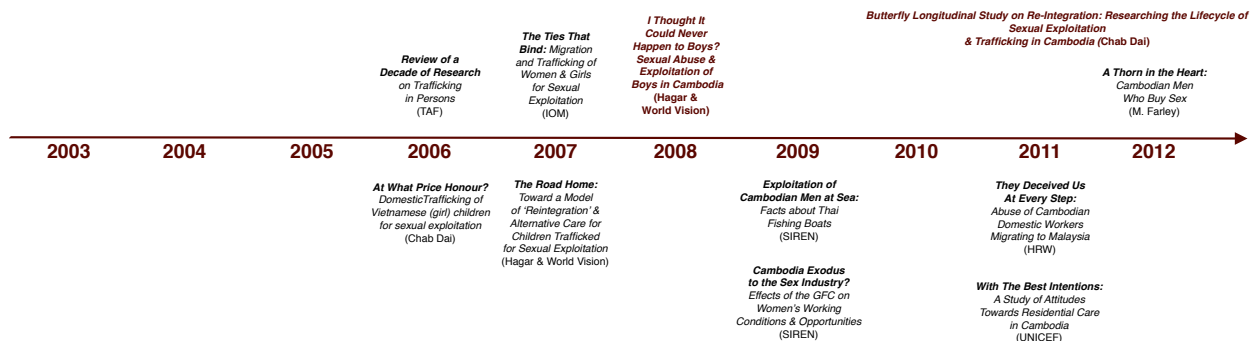 Butterfly Longitudinal Study on Re-Integration: Researching the Lifecycle of
Sexual Exploitation
& Trafficking in Cambodia (Chab Dai)
Review of a
Decade of Research
on Trafficking
in Persons
(TAF)
The Ties That
Bind: Migration
and Trafficking of
Women & Girls
for Sexual
Exploitation
(IOM)
I Thought It
Could Never
Happen to Boys?
Sexual Abuse &
Exploitation of
Boys in Cambodia
(Hagar &
World Vision)
A Thorn in the Heart:
Cambodian Men
Who Buy Sex
(M. Farley)
2003 2004 2005 2006 2007 2008 2009 2010 2011 2012
At What Price Honour?
DomesticTrafficking of
Vietnamese (girl) children
for sexual exploitation
(Chab Dai)
The Road Home:
Toward a Model
of ‘Reintegration’ &
Alternative Care for
Children Trafficked
for Sexual Exploitation
(Hagar & World Vision)
Exploitation of
Cambodian Men at Sea:
Facts about Thai
Fishing Boats
(SIREN)
Cambodia Exodus
to the Sex Industry?
Effects of the GFC on
Women’s Working
Conditions & Opportunities
(SIREN)
They Deceived Us
At Every Step:
Abuse of Cambodian
Domestic Workers
Migrating to Malaysia
(HRW)
With The Best Intentions:
A Study of Attitudes
Towards Residential Care
in Cambodia
(UNICEF)